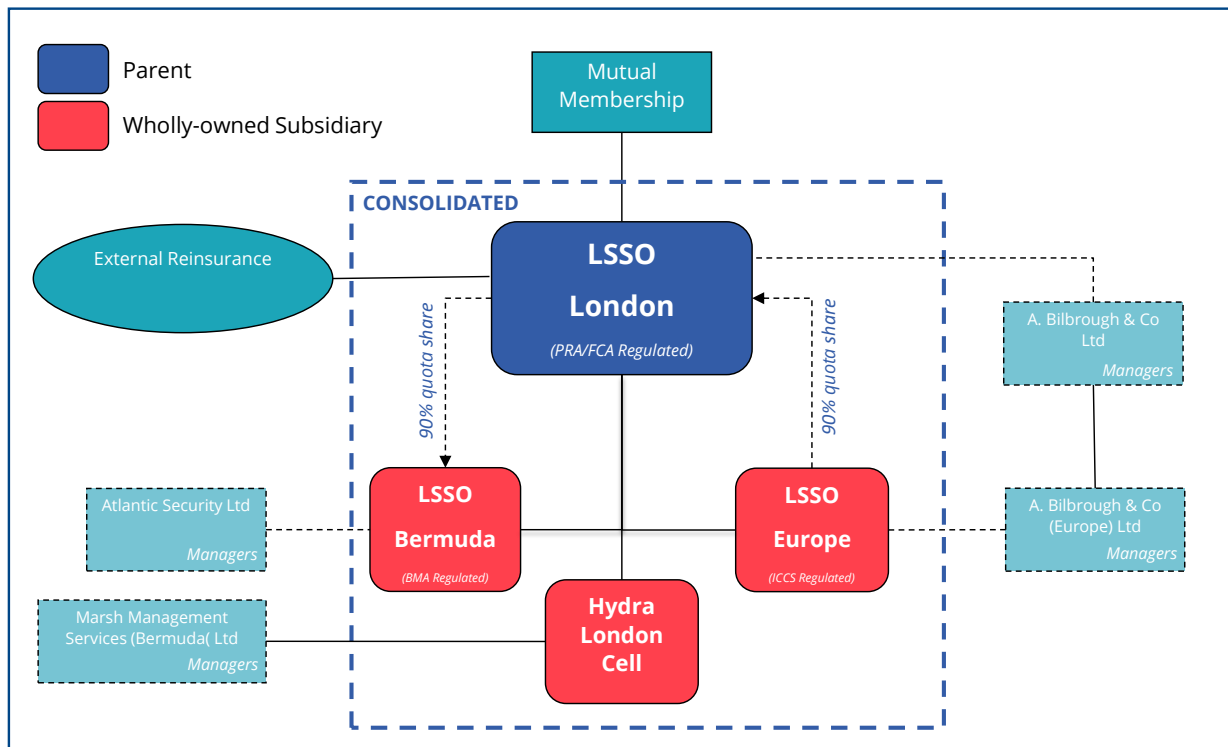 Parent
Wholly-owned Subsidiary
Mutual
Membership
CONSOLIDATED
External Reinsurance
LSSO
London
(PRA/FCA Regulated)
90% quota share
90% quota share
A. Bilbrough & Co
Ltd
Managers
Atlantic Security Ltd
Managers
LSSO
Bermuda
(BMA Regulated)
LSSO
Europe
(ICCS Regulated)
A. Bilbrough & Co
(Europe) Ltd
Managers
Marsh Management
Services (Bermuda( Ltd
Managers
Hydra
London
Cell